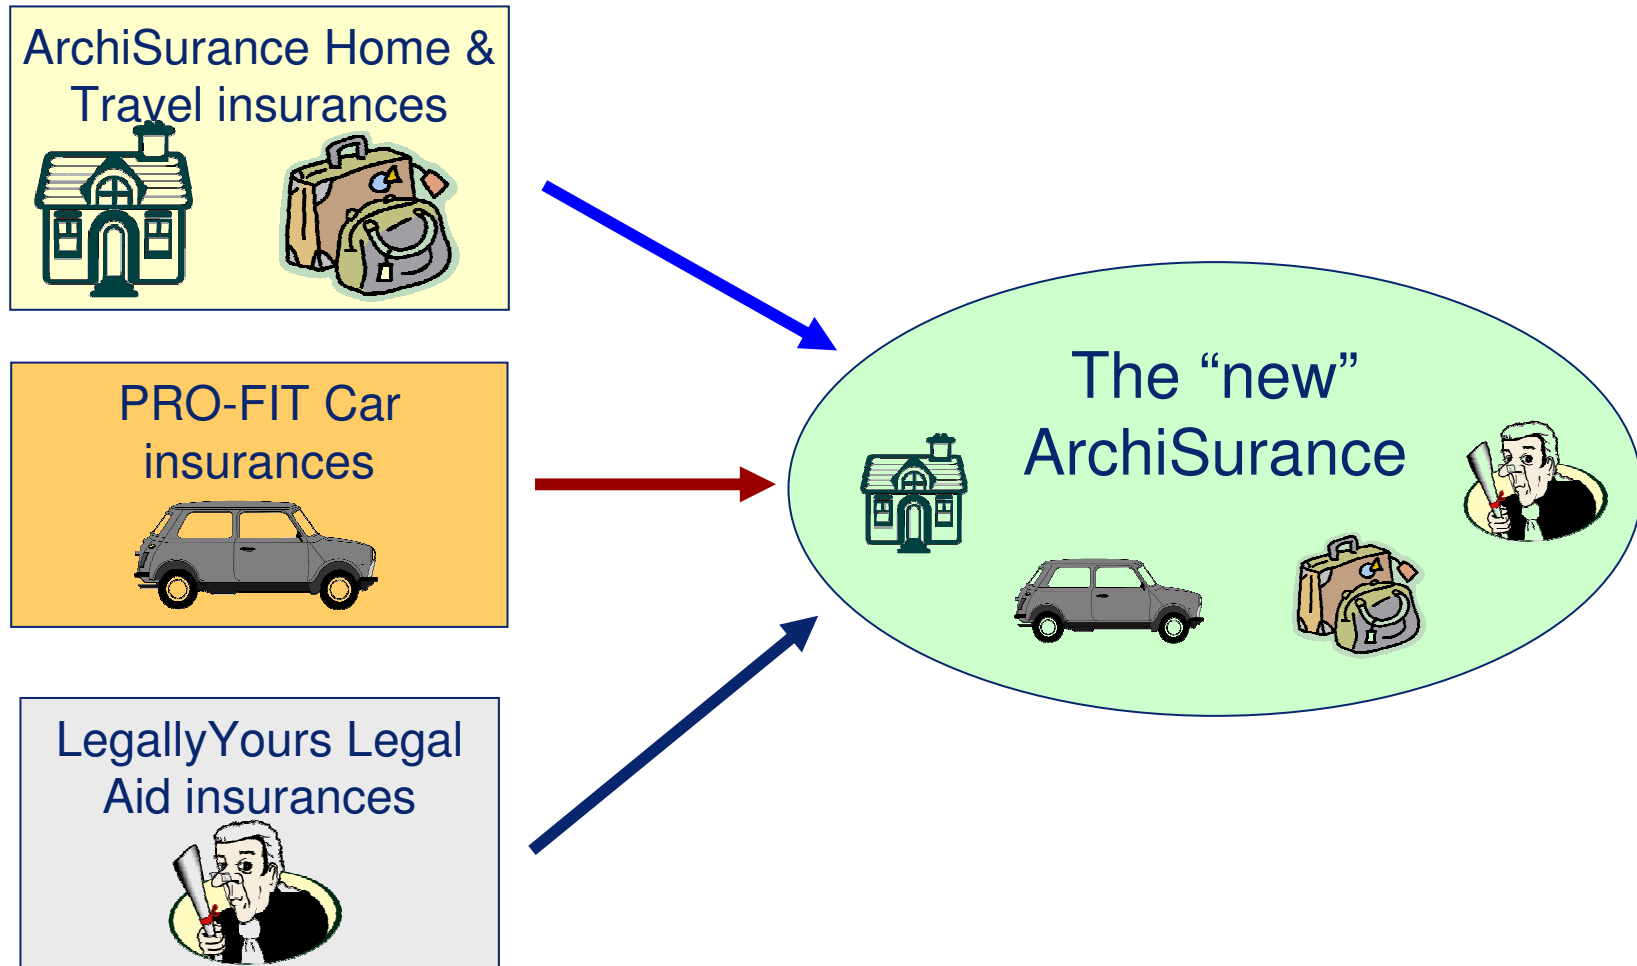 ArchiSurance Home &
Travel insurances
PRO-FIT Car
insurances
LegallyYours Legal
Aid insurances
The “new”
ArchiSurance